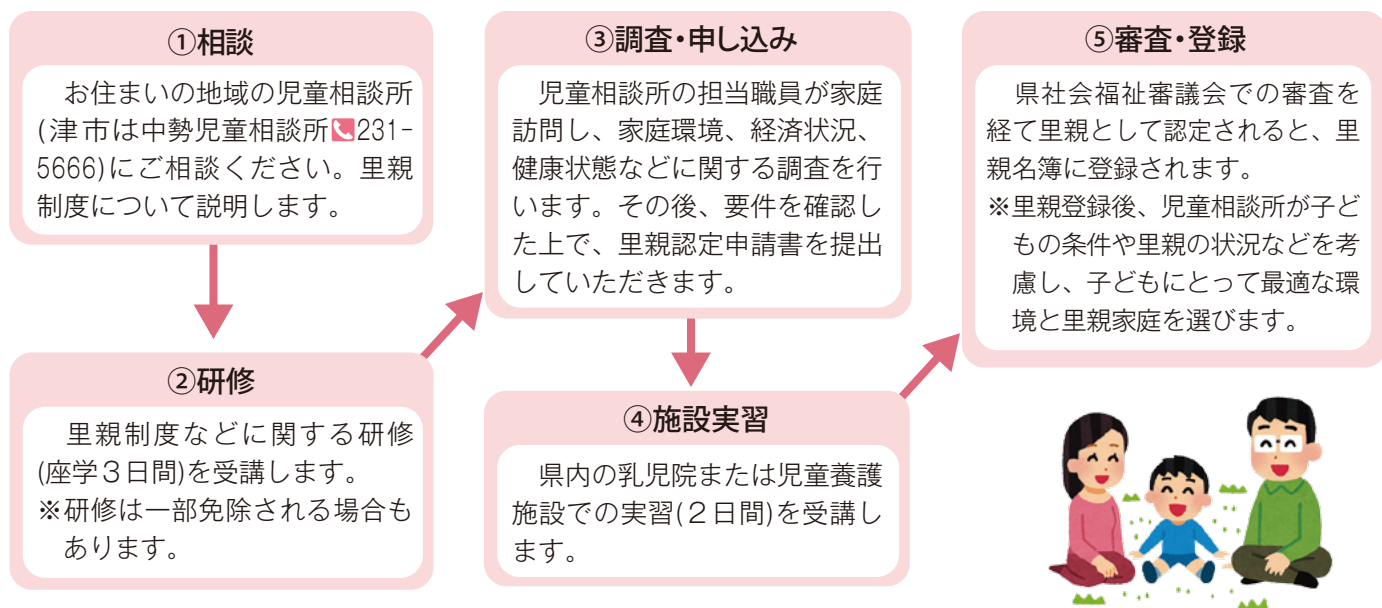 ①相談
お住まいの地域の児童相談所
(津市は中勢児童相談所📞231-
5666)にご相談ください。里親
制度について説明します。
②研修
里親制度などに関する研修
(座学3日間)を受講します。
※研修は一部免除される場合も
あります。
③調査・申し込み
児童相談所の担当職員が家庭
訪問し、家庭環境、経済状況、
健康状態などに関する調査を行
います。その後、要件を確認し
た上で、里親認定申請書を提出
していただきます。
④施設実習
県内の乳児院または児童養護
施設での実習(2日間)を受講し
ます。
⑤審査・登録
県社会福祉審議会での審査を
経て里親として認定されると、里
親名簿に登録されます。
※里親登録後、児童相談所が子ど
もの条件や里親の状況などを考
慮し、子どもにとって最適な環
境と里親家庭を選びます。